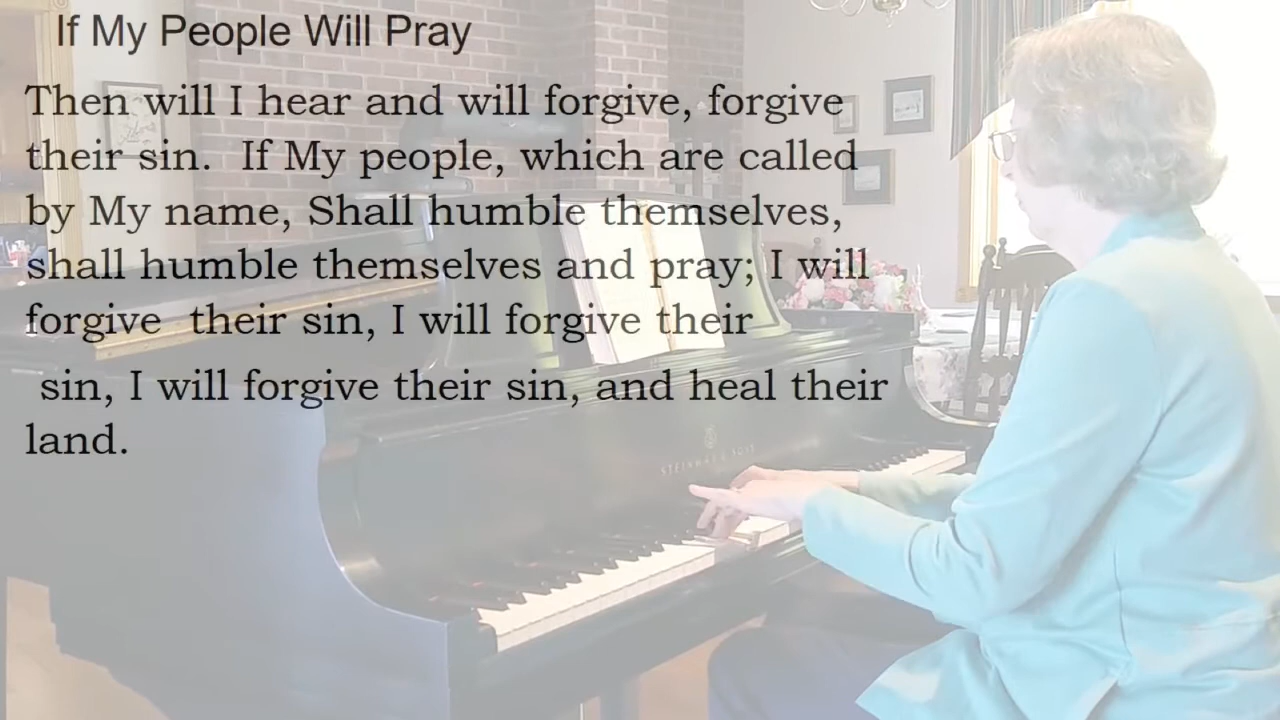 If My People Will Pray
Then will I hear and will forgive, forgive
their sin.  If My people, which are called
by My name, Shall humble themselves,
shall humble themselves and pray; I will
forgive  their sin, I will forgive their
sin, I will forgive their sin, and heal their
land.
STEINWAY & SONS